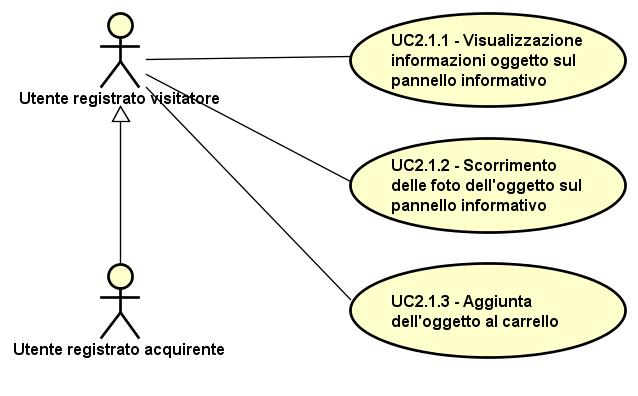 UC2.1.1 - Visualizzazione
informazioni oggetto sul
pannello informativo
Utente registrato visitatore
UC2.1.2 - Scorrimento
delle foto dell'oggetto sul
pannello informativo
UC2.1.3 - Aggiunta
dell'oggetto al carrello
Utente registrato acquirente